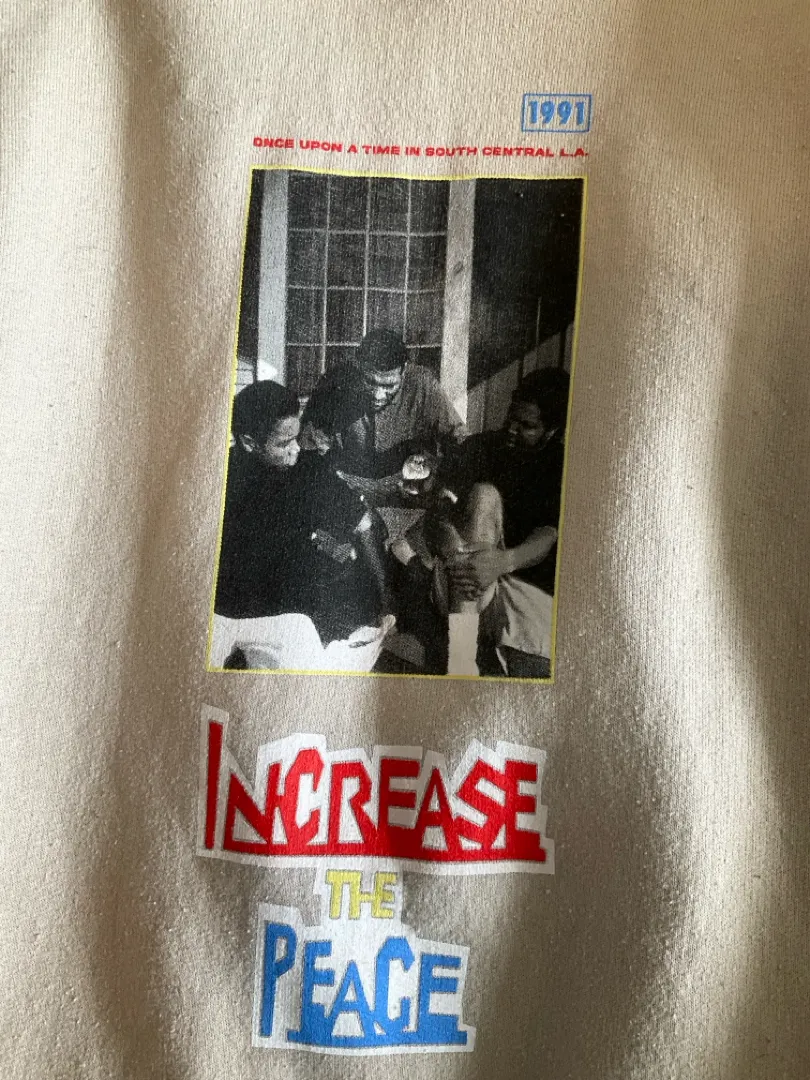 1991
ONCE UPON A TIME IN SOUTH CENTRAL L.A.
INCREASE
THE
PEACE